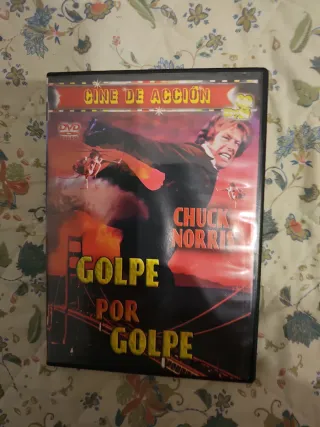 CINE DE ACCIÓN
DVD
CHUCK
NORRIS
GOLPE
POR
GOLPE